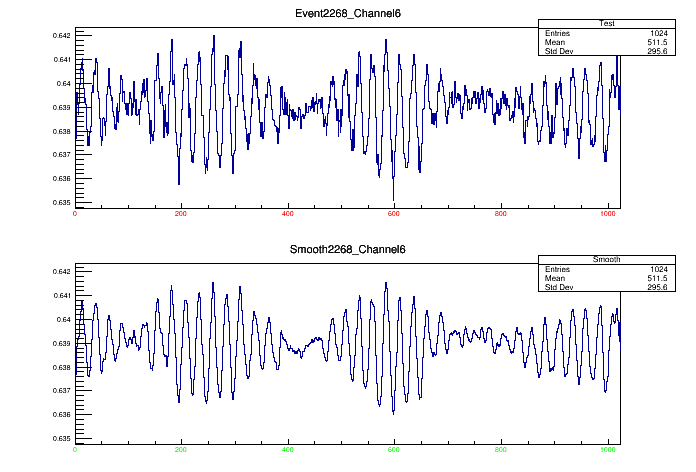 Event2268_Channel6
Test
Entries 1024
Mean 511.5
Std Dev 295.6
0.642
0.641
0.64
0.639
0.638
0.637
0.636
0.635
0 200 400 600 800 1000
Smooth2268_Channel6
Smooth
Entries 1024
Mean 511.5
Std Dev 295.6
0.642
0.641
0.64
0.639
0.638
0.637
0.636
0.635
0 200 400 600 800 1000